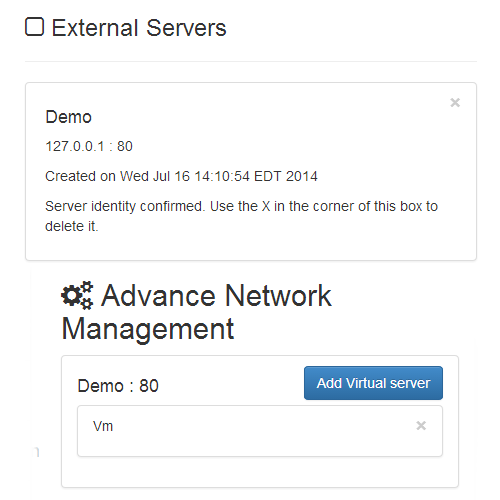 External Servers
×
Demo
127.0.0.1 : 80
Created on Wed Jul 16 14:10:54 EDT 2014
Server identity confirmed. Use the X in the corner of this box to
delete it.
Advance Network
Management
Demo : 80
Add Virtual server
Vm ×